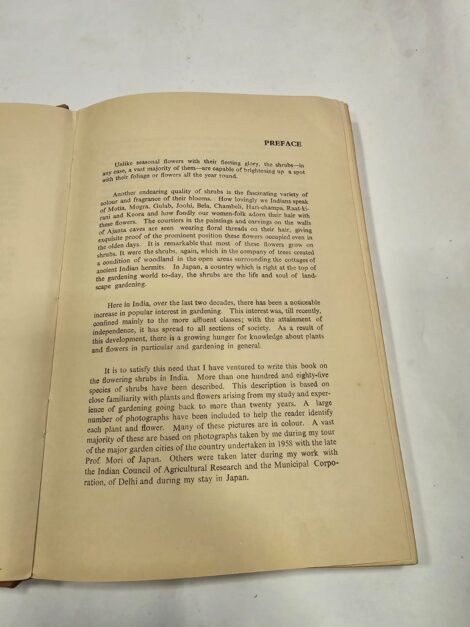 PREFACE
Unlike seasonal flowers with their fleeting glory, the shrubs—in
any case, a vast majority of them—are capable of brightening up a spot
with their foliage or flowers all the year round.
Another endearing quality of shrubs is the fascinating variety of
colour and fragrance of their blooms. How lovingly we Indians speak
of Motia, Mogra, Gulab, Joohi, Bela, Chambeli, Hari-champa, Raat-ki-
rani and Keora and how fondly our women-folk adorn their hair with
these flowers. The courtiers in the paintings and carvings on the walls
of Ajanta caves are seen wearing floral threads on their hair, giving
exquisite proof of the prominent position these flowers occupied even in
the olden days. It is remarkable that most of these flowers grow on
shrubs. It were the shrubs, again, which in the company of trees created
a condition of woodland in the open areas surrounding the cottages of
ancient Indian hermits. In Japan, a country which is right at the top of
the gardening world to-day, the shrubs are the life and soul of land-
scape gardening.
Here in India, over the last two decades, there has been a noticeable
increase in popular interest in gardening. This interest was, till recently,
confined mainly to the more affluent classes; with the attainment of
independence, it has spread to all sections of society. As a result of
this development, there is a growing hunger for knowledge about plants
and flowers in particular and gardening in general.
It is to satisfy this need that I have ventured to write this book on
the flowering shrubs in India. More than one hundred and eighty-five
species of shrubs have been described. This description is based on
close familiarity with plants and flowers arising from my study and exper-
ience of gardening going back to more than twenty years. A large
number of photographs have been included to help the reader identify
each plant and flower. Many of these pictures are in colour. A vast
majority of these are based on photographs taken by me during my tour
of the major garden cities of the country undertaken in 1958 with the late
Prof. Mori of Japan. Others were taken later during my work with
the Indian Council of Agricultural Research and the Municipal Corpo-
ration, of Delhi and during my stay in Japan.